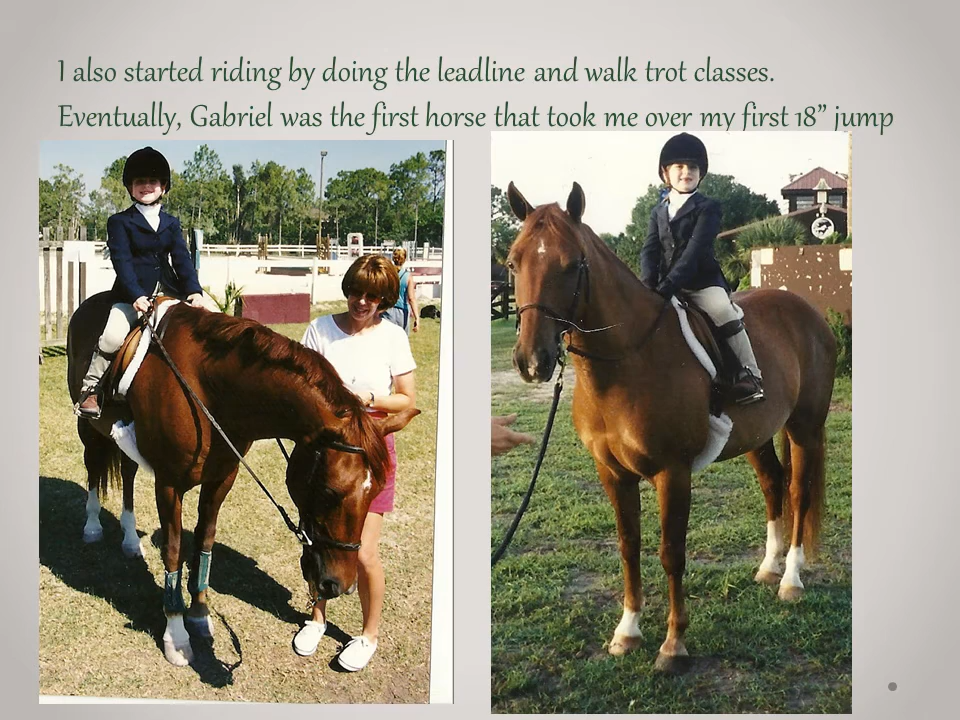 I also started riding by doing the leadline and walk trot classes.
Eventually, Gabriel was the first horse that took me over my first 18” jump